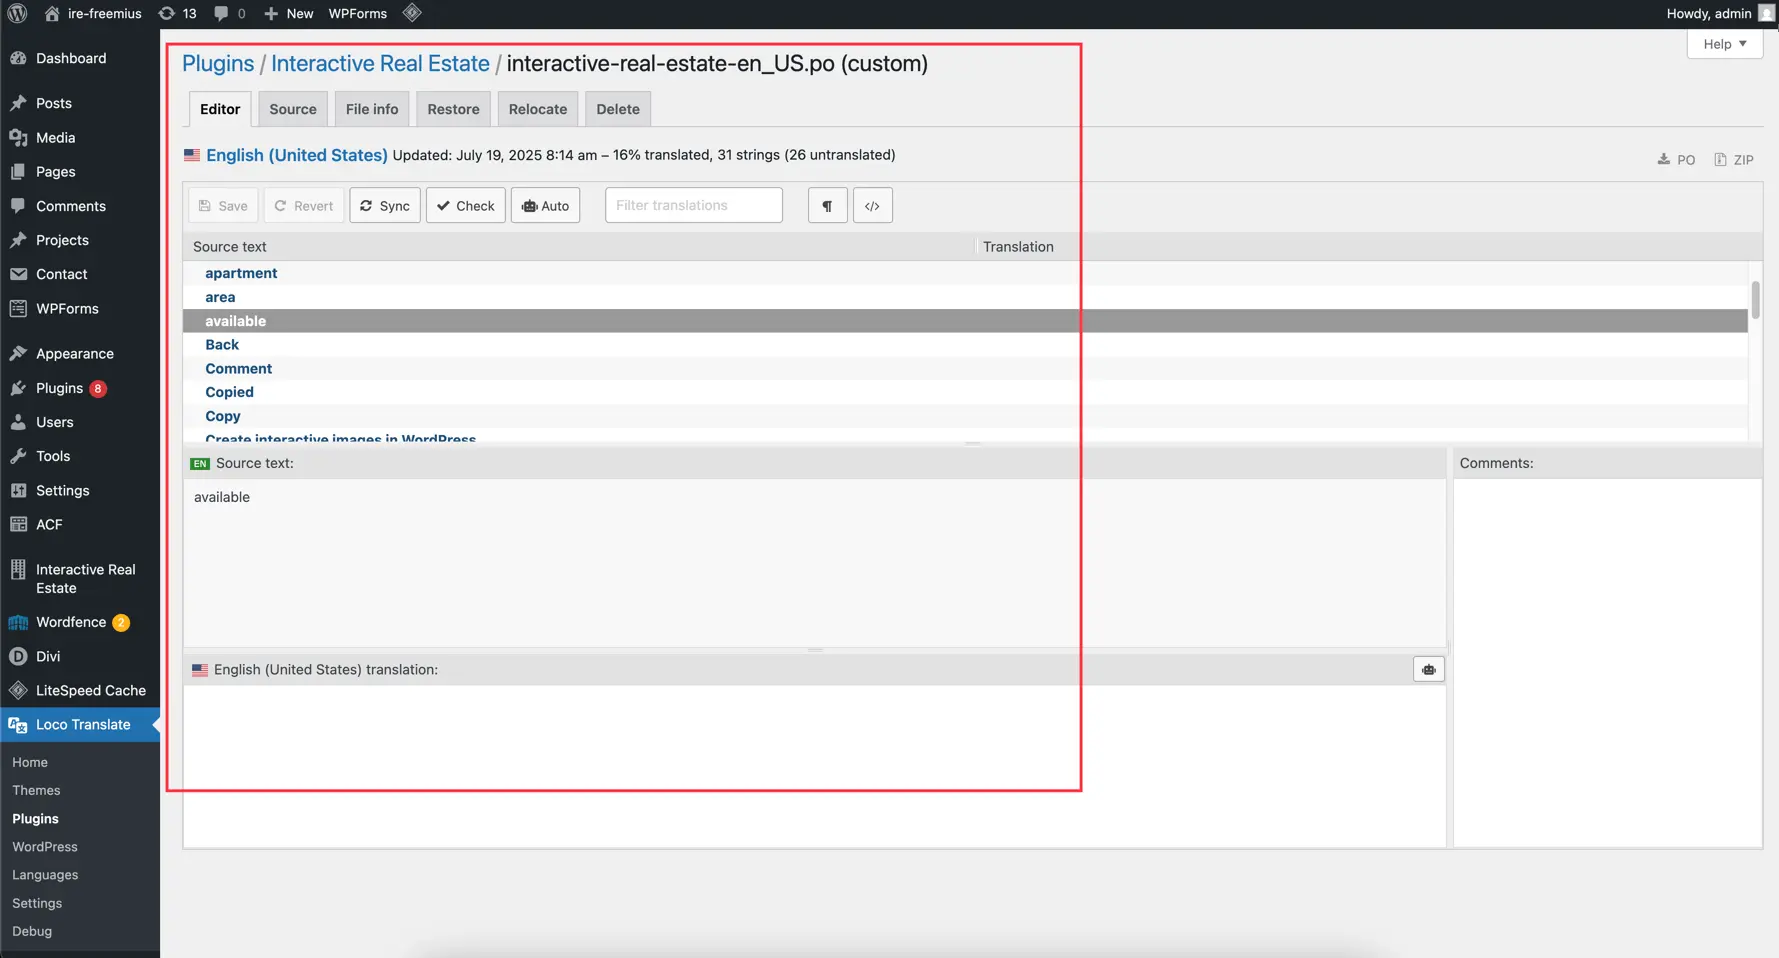 ire-freemius 13 0 New WPForms Howdy, admin
Help ▼
Dashboard
Posts
Media
Pages
Comments
Projects
Contact
WPForms
Appearance
Plugins 8
Users
Tools
Settings
ACF
Interactive Real
Estate
Wordfence 2
Divi
LiteSpeed Cache
Loco Translate
Home
Themes
Plugins
WordPress
Languages
Settings
Debug
Plugins / Interactive Real Estate / interactive-real-estate-en_US.po (custom)
Editor Source File info Restore Relocate Delete
English (United States) Updated: July 19, 2025 8:14 am – 16% translated, 31 strings (26 untranslated)
PO ZIP
Save Revert Sync Check Auto Filter translations ¶ </>
Source text Translation
apartment
area
available
Back
Comment
Copied
Copy
Create interactive images in WordPress
EN Source text:
available
Comments:
English (United States) translation: